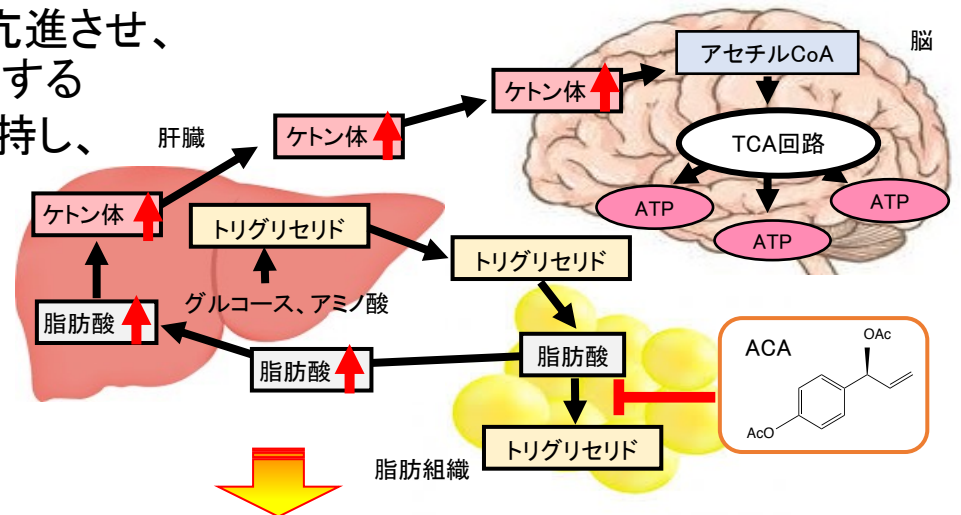 亢進させ、
する
持し、
脳
アセチルCoA
TCA回路
ATP
ATP
ATP
肝臓
ケトン体
ケトン体
ケトン体
トリグリセリド
グルコース、アミノ酸
脂肪酸
脂肪酸
トリグリセリド
脂肪酸
トリグリセリド
脂肪組織
ACA
OAc
AcO